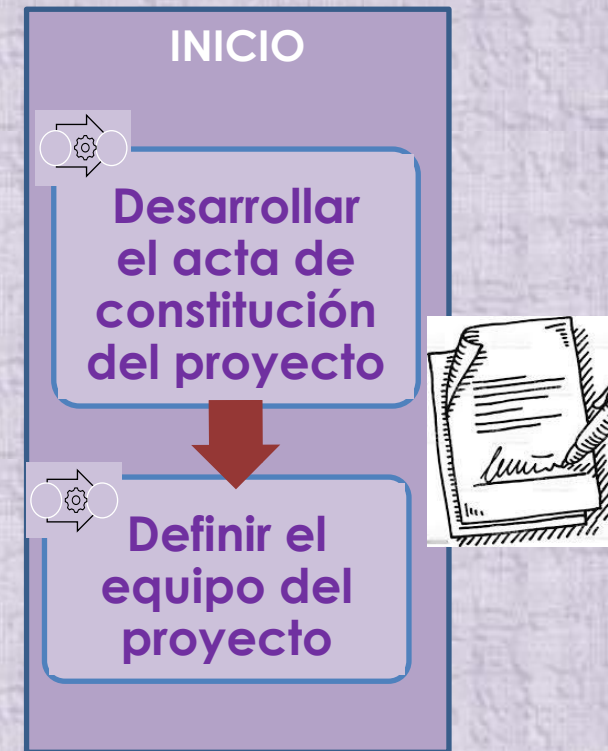 INICIO
Desarrollar
el acta de
constitución
del proyecto
Definir el
equipo del
proyecto